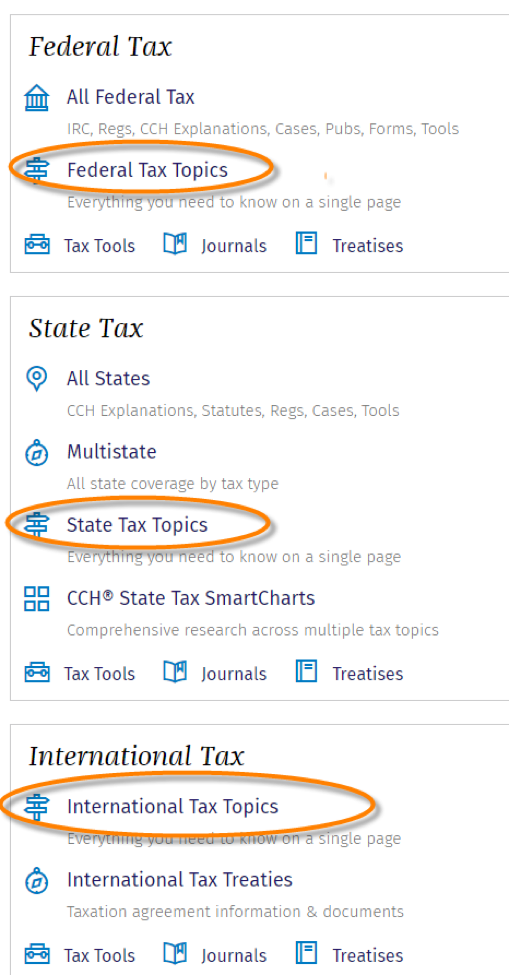 Federal Tax
All Federal Tax
IRC, Regs, CCH Explanations, Cases, Pubs, Forms, Tools
Federal Tax Topics
Everything you need to know on a single page
Tax Tools Journals Treatises
State Tax
All States
CCH Explanations, Statutes, Regs, Cases, Tools
Multistate
All state coverage by tax type
State Tax Topics
Everything you need to know on a single page
CCH® State Tax SmartCharts
Comprehensive research across multiple tax topics
Tax Tools Journals Treatises
International Tax
International Tax Topics
Everything you need to know on a single page
International Tax Treaties
Taxation agreement information & documents
Tax Tools Journals Treatises